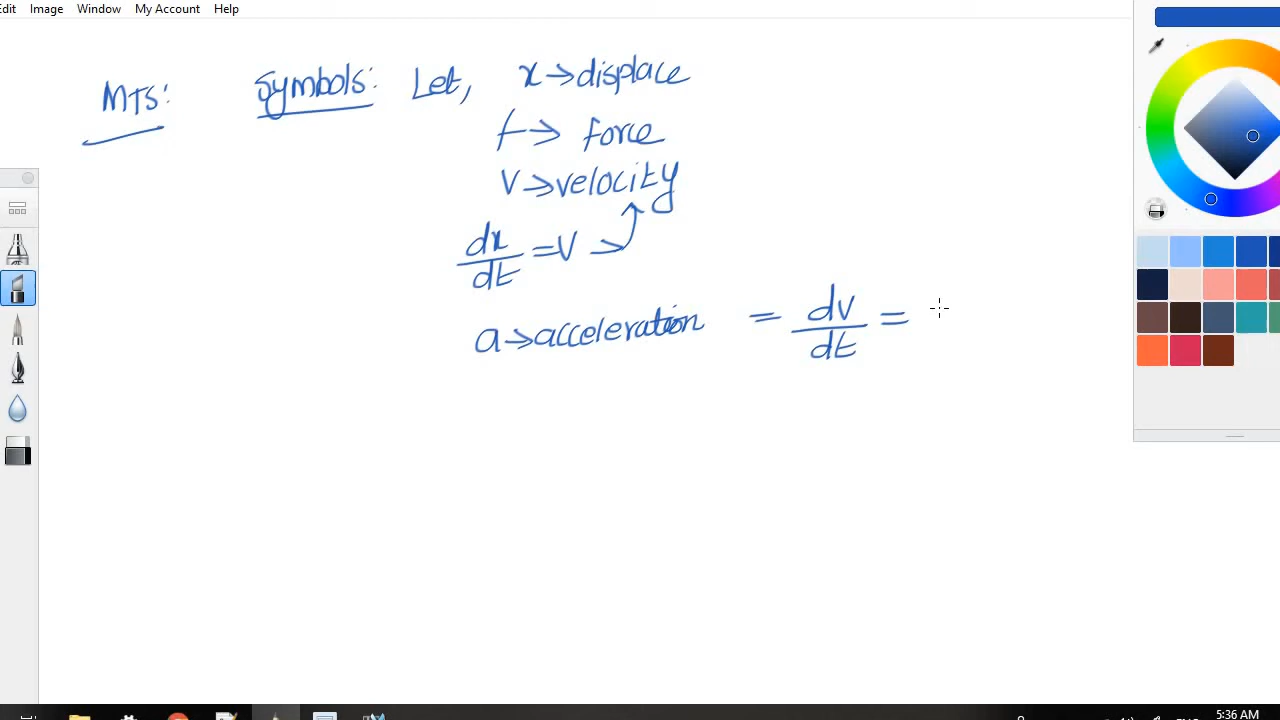 Edit Image Window My Account Help
MTS: Symbols: Let, x → displace
f → force
v → velocity
dx/dt = v →
a → acceleration = dv/dt =
5:36 AM